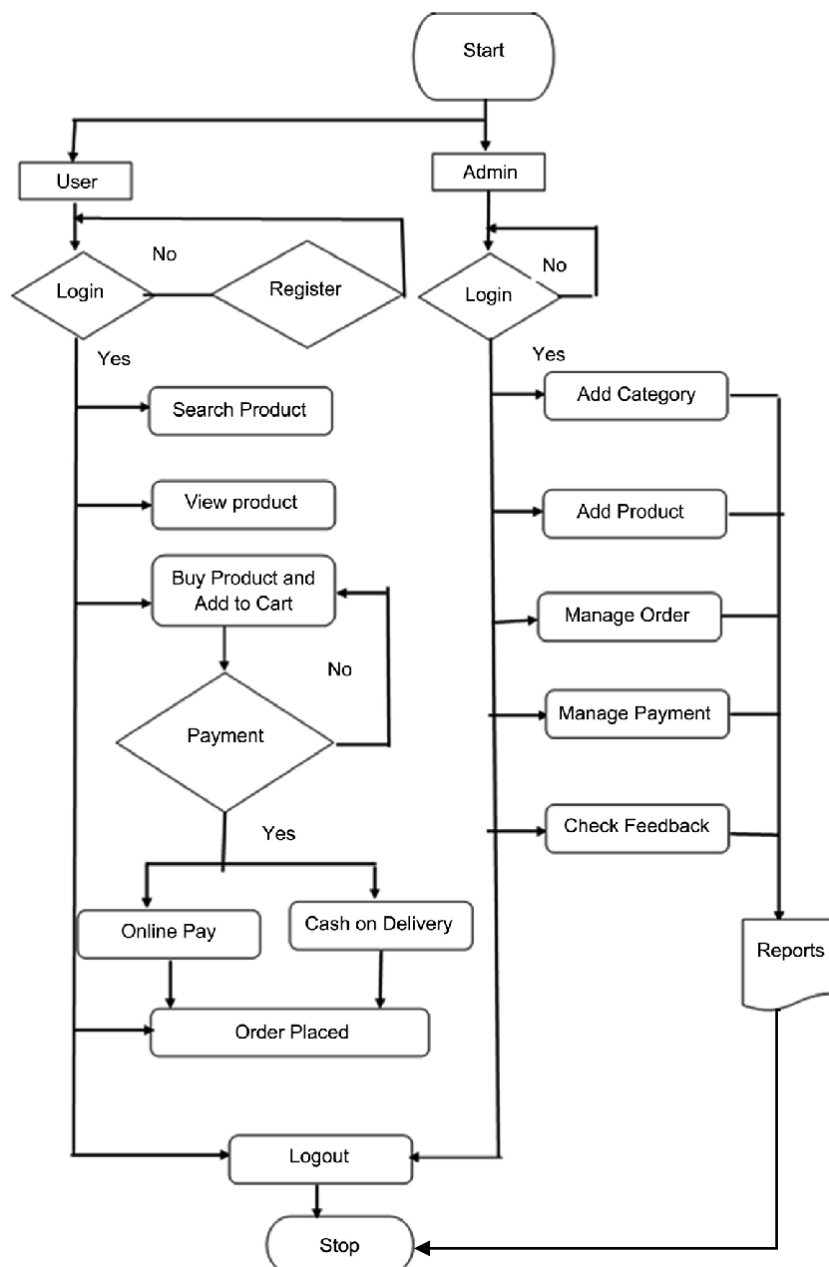 Start
User
Admin
No
Login
Register
No
Login
Yes
Yes
Search Product
Add Category
View product
Add Product
Buy Product and
Add to Cart
Manage Order
No
Payment
Manage Payment
Yes
Check Feedback
Online Pay
Cash on Delivery
Reports
Order Placed
Logout
Stop